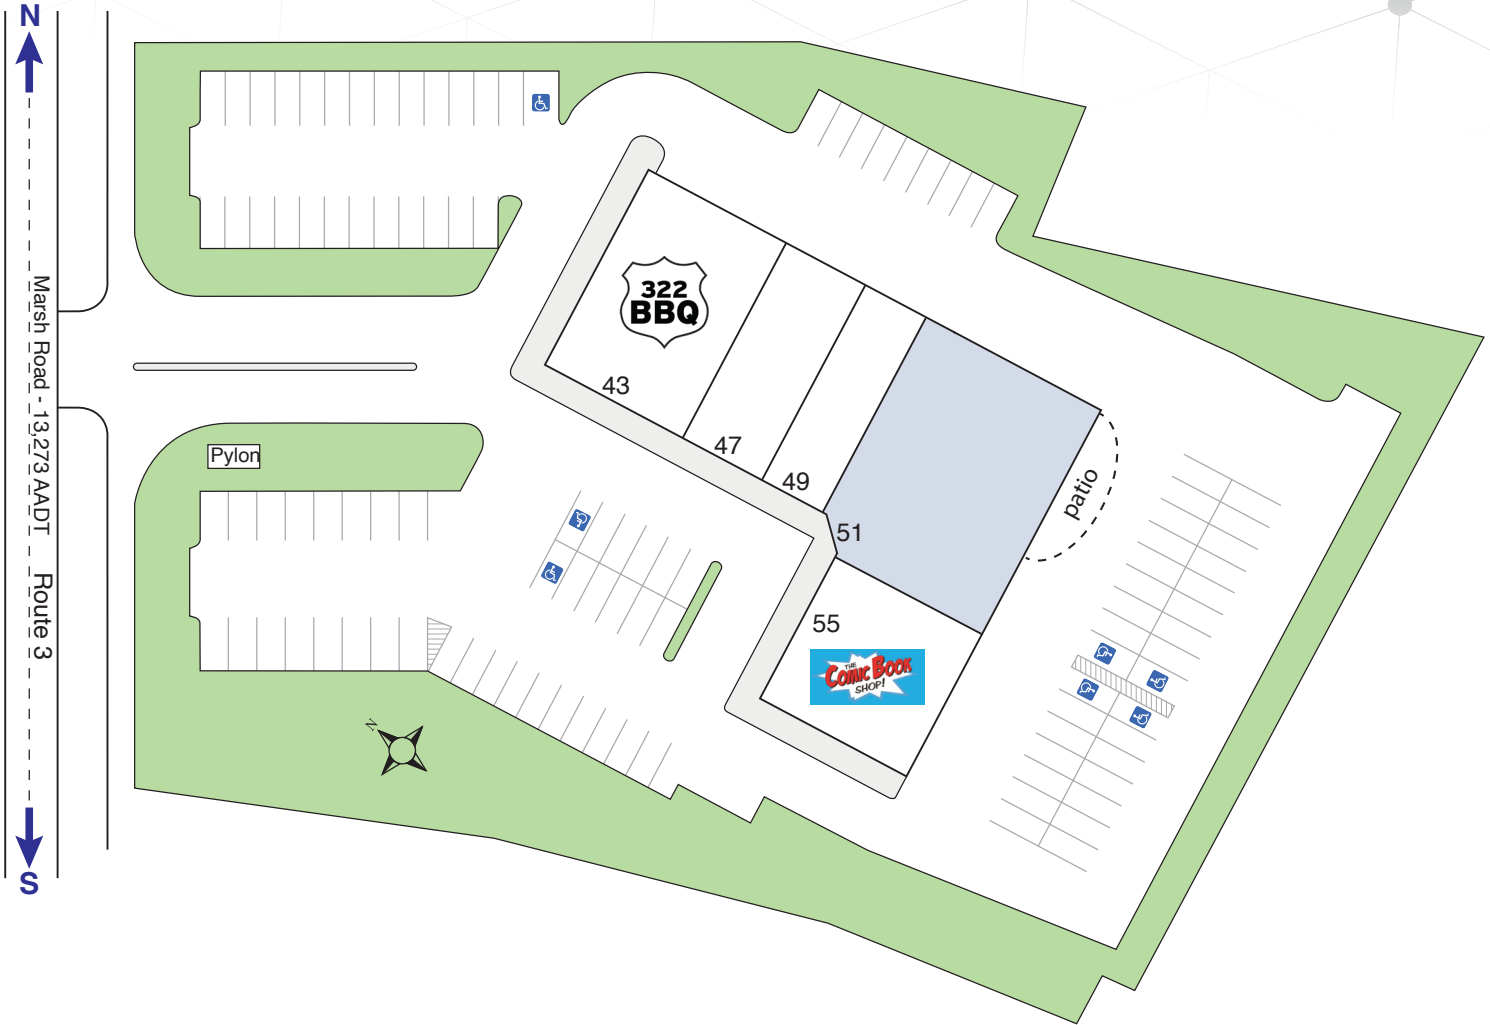 N
Marsh Road - 13,273 AADT
Route 3
S
Pylon
N
322
BBQ
43
47
49
51
patio
55
THE
COMIC BOOK
SHOP!